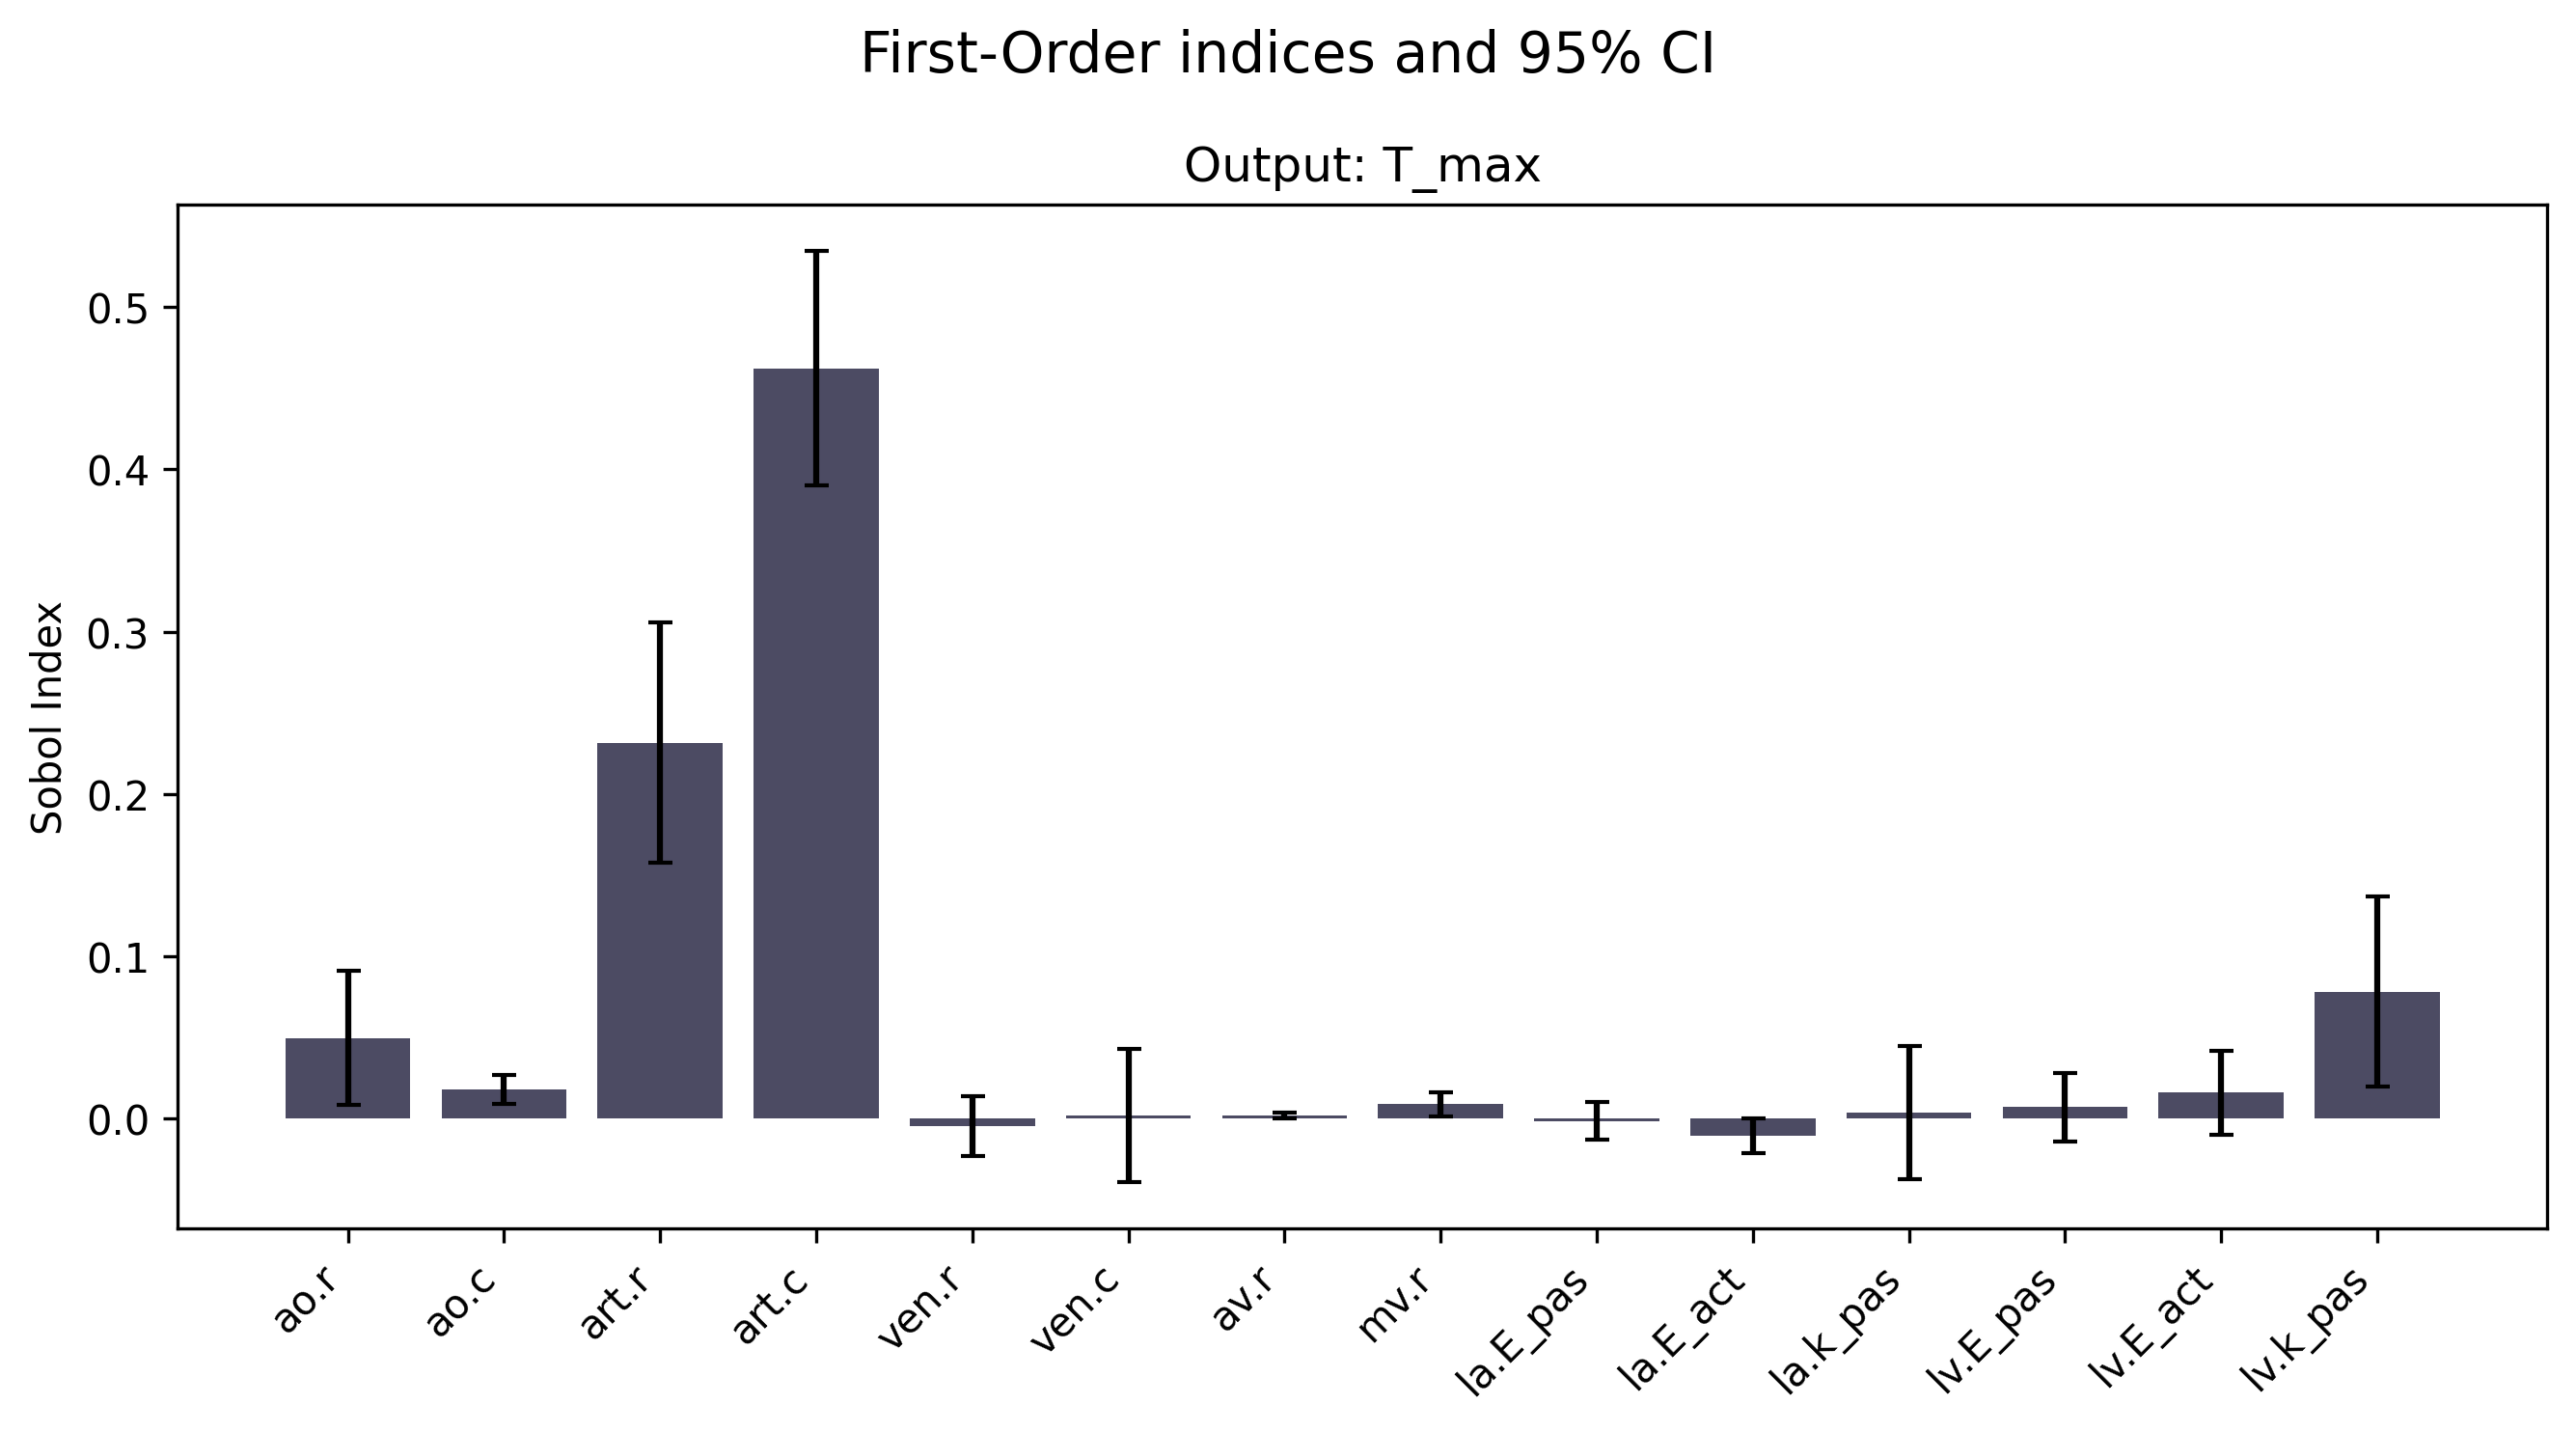 First-Order indices and 95% CI
Output: T_max
Sobol Index
0.5
0.4
0.3
0.2
0.1
0.0
ao.r
ao.c
art.r
art.c
ven.r
ven.c
av.r
mv.r
la.E_pas
la.E_act
la.k_pas
lv.E_pas
lv.E_act
lv.k_pas